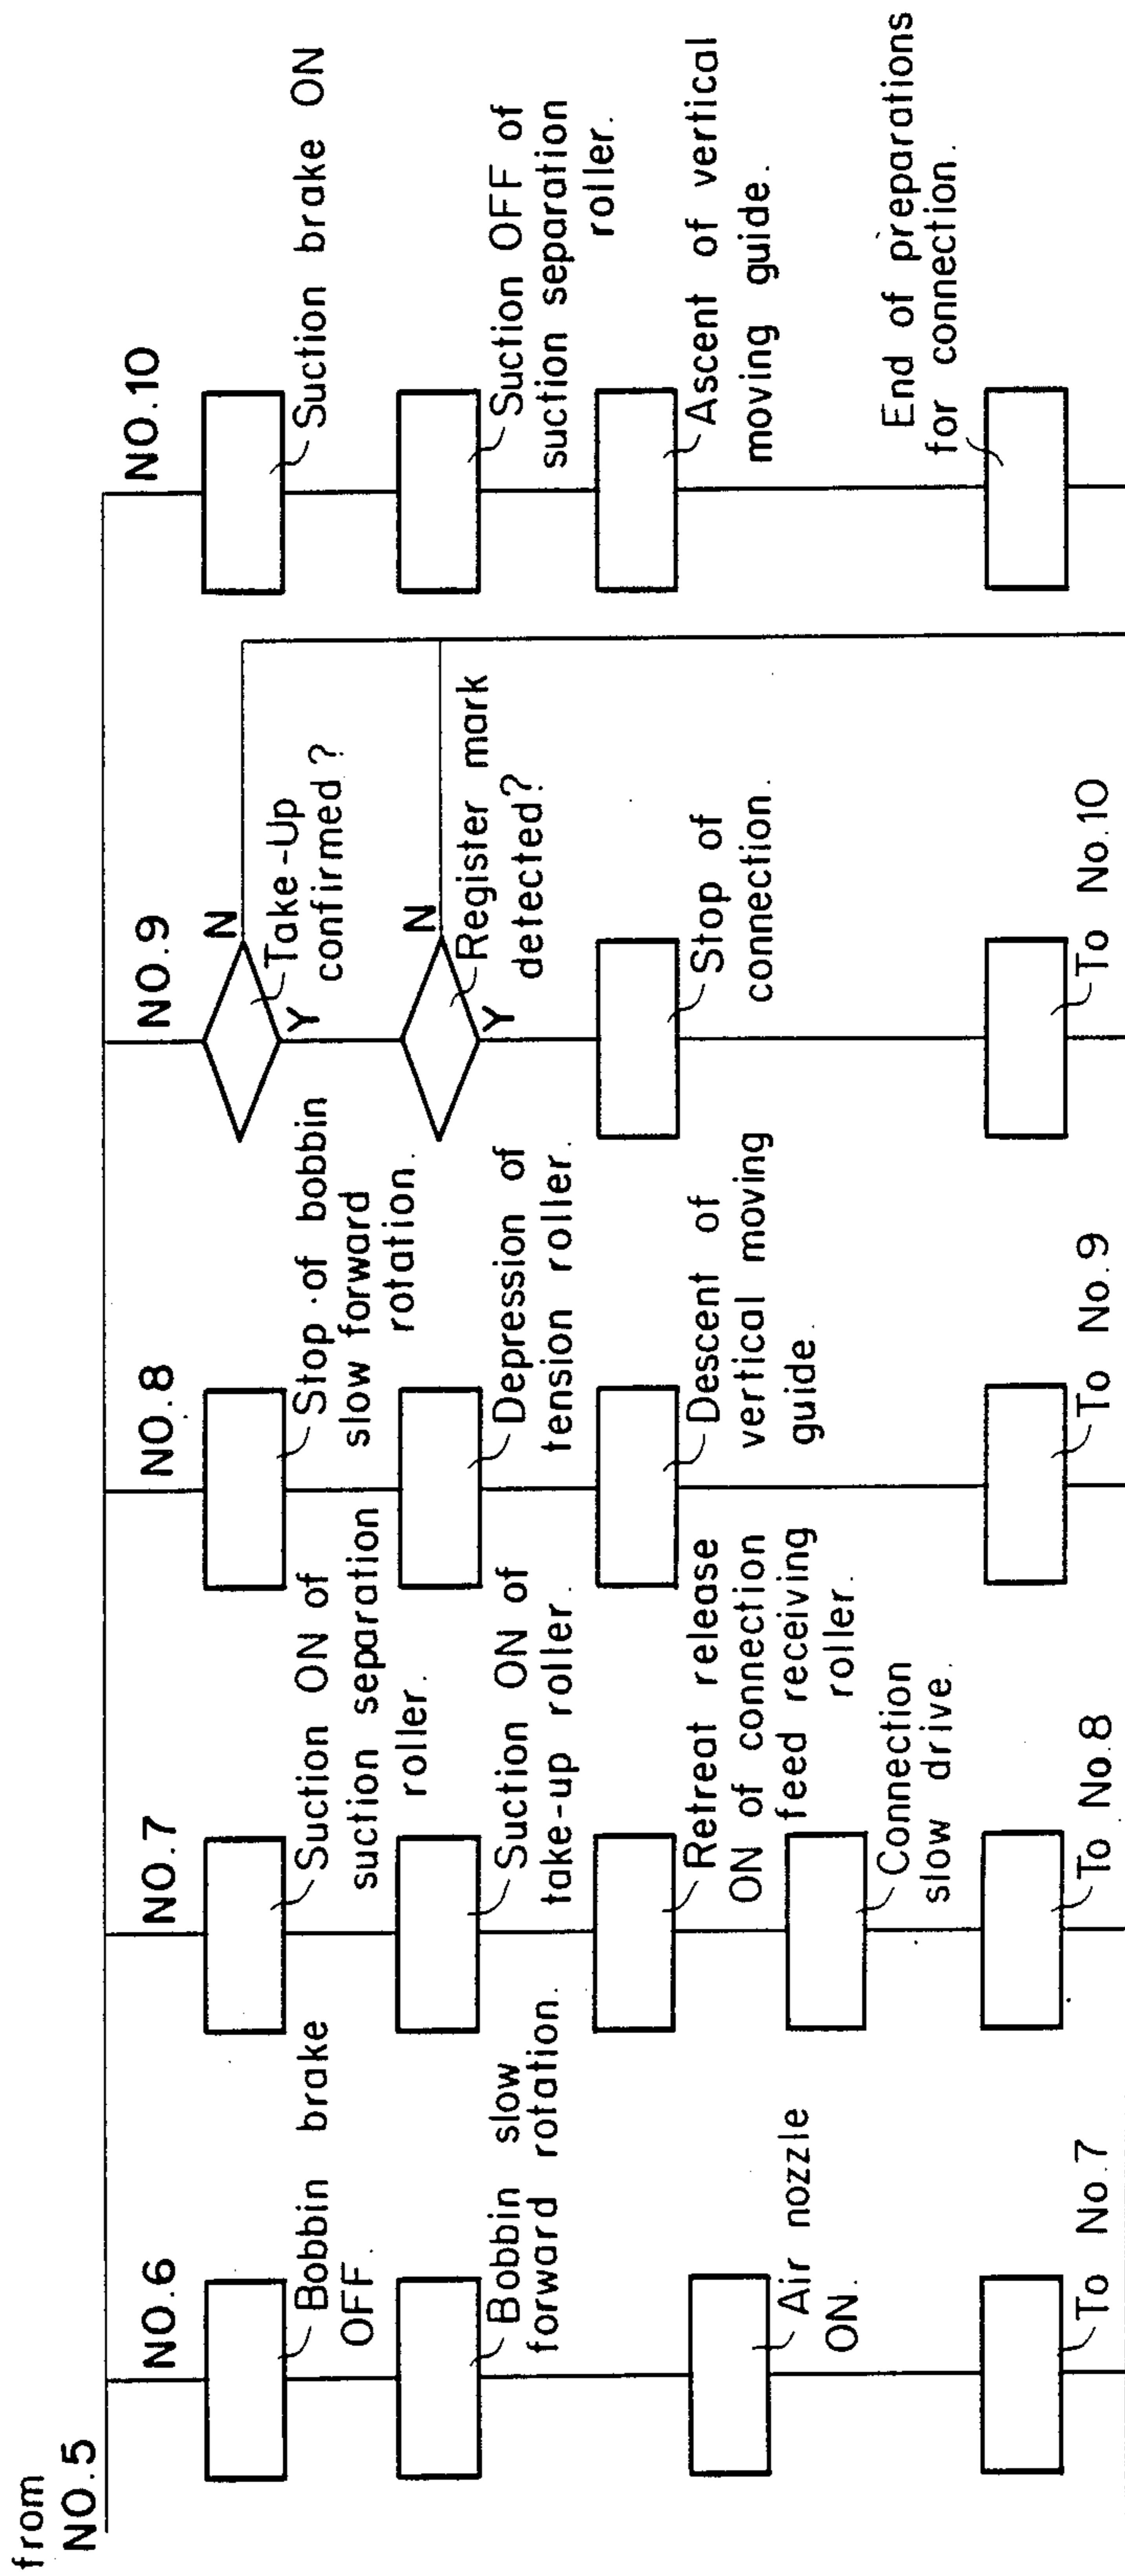 from
NO.5
NO.6
Bobbin brake
OFF.
Bobbin slow
forward rotation.
Air nozzle
ON.
To No.7
NO.7
Suction ON of
suction separation
roller.
Suction ON of
take-up roller.
Retreat release
ON of connection
feed receiving
roller.
Connection
slow drive.
To No.8
NO.8
Stop of bobbin
slow forward
rotation.
Depression of
tension roller.
Descent of
vertical moving
guide.
To No.9
NO.9
Take-Up
confirmed?
N
Y
Register mark
detected?
N
Y
Stop of
connection.
To No.10
NO.10
Suction brake ON
Suction OFF of
suction separation
roller.
Ascent of vertical
moving guide.
End of preparations
for connection.